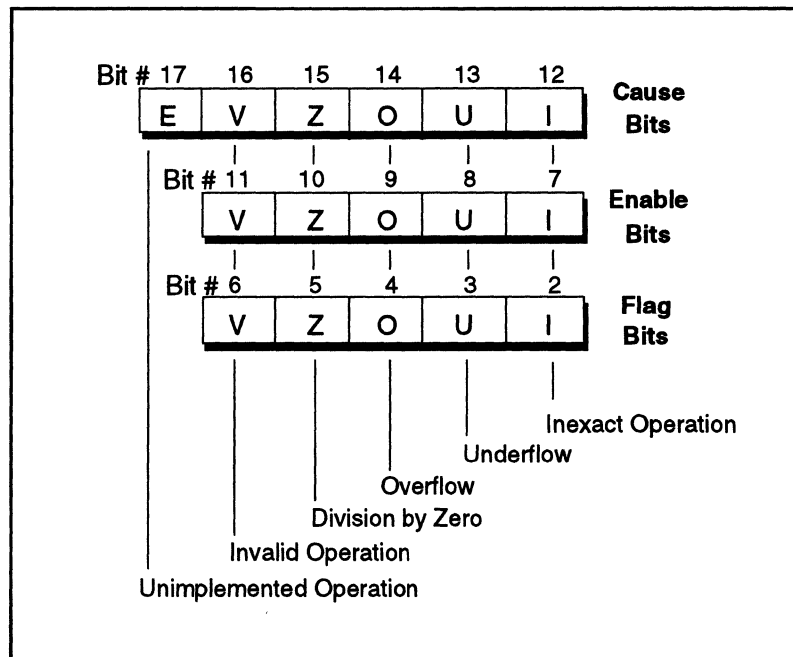 Bit # 17 16 15 14 13 12
E V Z O U I
Cause
Bits
Bit # 11 10 9 8 7
V Z O U I
Enable
Bits
Bit # 6 5 4 3 2
V Z O U I
Flag
Bits
Inexact Operation
Underflow
Overflow
Division by Zero
Invalid Operation
Unimplemented Operation